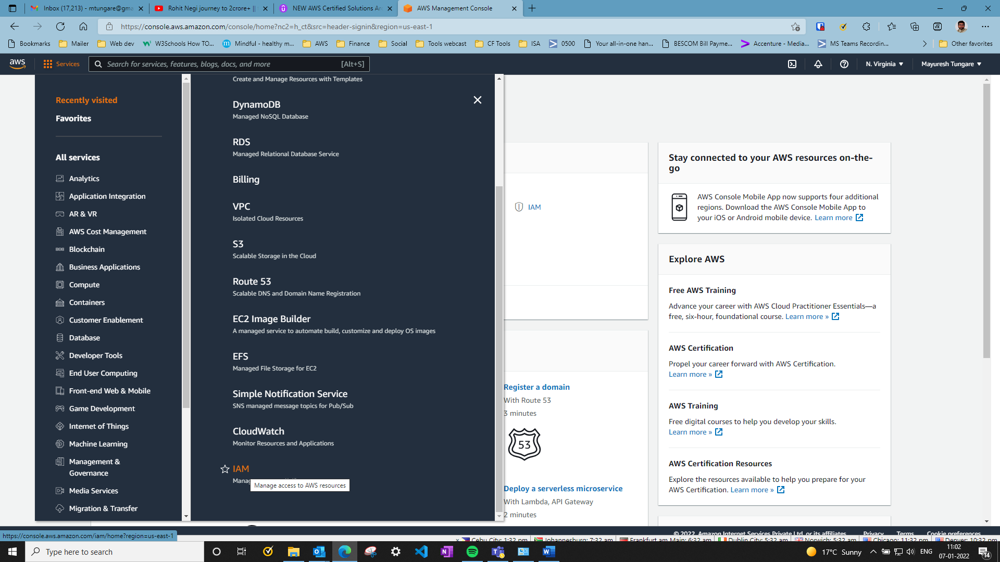 Inbox (17,213) - mtungare@gma
Rohit Negi journey to 2crore+ ||
NEW AWS Certified Solutions Arc
AWS Management Console
https://console.aws.amazon.com/console/home?nc2=h_ct&src=header-signin&region=us-east-1
Bookmarks
Mailer
Web dev
W3Schools How TO...
Mindful - healthy m...
AWS
Finance
Social
Tools webcast
CF Tools
ISA
0500
Your all-in-one han...
BESCOM Bill Payme...
Accenture - Media...
MS Teams Recordin...
Other favorites
aws
Services
Search for services, features, blogs, docs, and more
[Alt+S]
N. Virginia
Mayuresh Tungare
Recently visited
Favorites
All services
Analytics
Application Integration
AR & VR
AWS Cost Management
Blockchain
Business Applications
Compute
Containers
Customer Enablement
Database
Developer Tools
End User Computing
Front-end Web & Mobile
Game Development
Internet of Things
Machine Learning
Management &
Governance
Media Services
Migration & Transfer
Create and Manage Resources with Templates
DynamoDB
Managed NoSQL Database
RDS
Managed Relational Database Service
Billing
VPC
Isolated Cloud Resources
S3
Scalable Storage in the Cloud
Route 53
Scalable DNS and Domain Name Registration
EC2 Image Builder
A managed service to automate build, customize and deploy OS images
EFS
Managed File Storage for EC2
Simple Notification Service
SNS managed message topics for Pub/Sub
CloudWatch
Monitor Resources and Applications
IAM
Manag
Manage access to AWS resources
IAM
Register a domain
With Route 53
3 minutes
53
Deploy a serverless microservice
With Lambda, API Gateway
2 minutes
Stay connected to your AWS resources on-the-
go
AWS Console Mobile App now supports four additional
regions. Download the AWS Console Mobile App to
your iOS or Android mobile device. Learn more
Explore AWS
Free AWS Training
Advance your career with AWS Cloud Practitioner Essentials—a
free, six-hour, foundational course. Learn more »
AWS Certification
Propel your career forward with AWS Certification.
Learn more »
AWS Training
Free digital courses to help you develop your skills.
Learn more »
AWS Certification Resources
Explore the resources available to help you prepare for your
AWS Certification. Learn more »
https://console.aws.amazon.com/iam/home?region=us-east-1
© 2022, Amazon Internet Services Private Ltd. or its affiliates.
Privacy
Terms
Cookie preferences
Cebu City: 1:32 pm
Johannesburg: 7:32 am
Frankfurt am Main: 6:32 am
Dublin City: 5:32 am
Norwich: 5:32 am
Chicago: 11:32 pm
Denver: 10:32 pm
Type here to search
17°C Sunny
ENG
11:02
07-01-2022
14